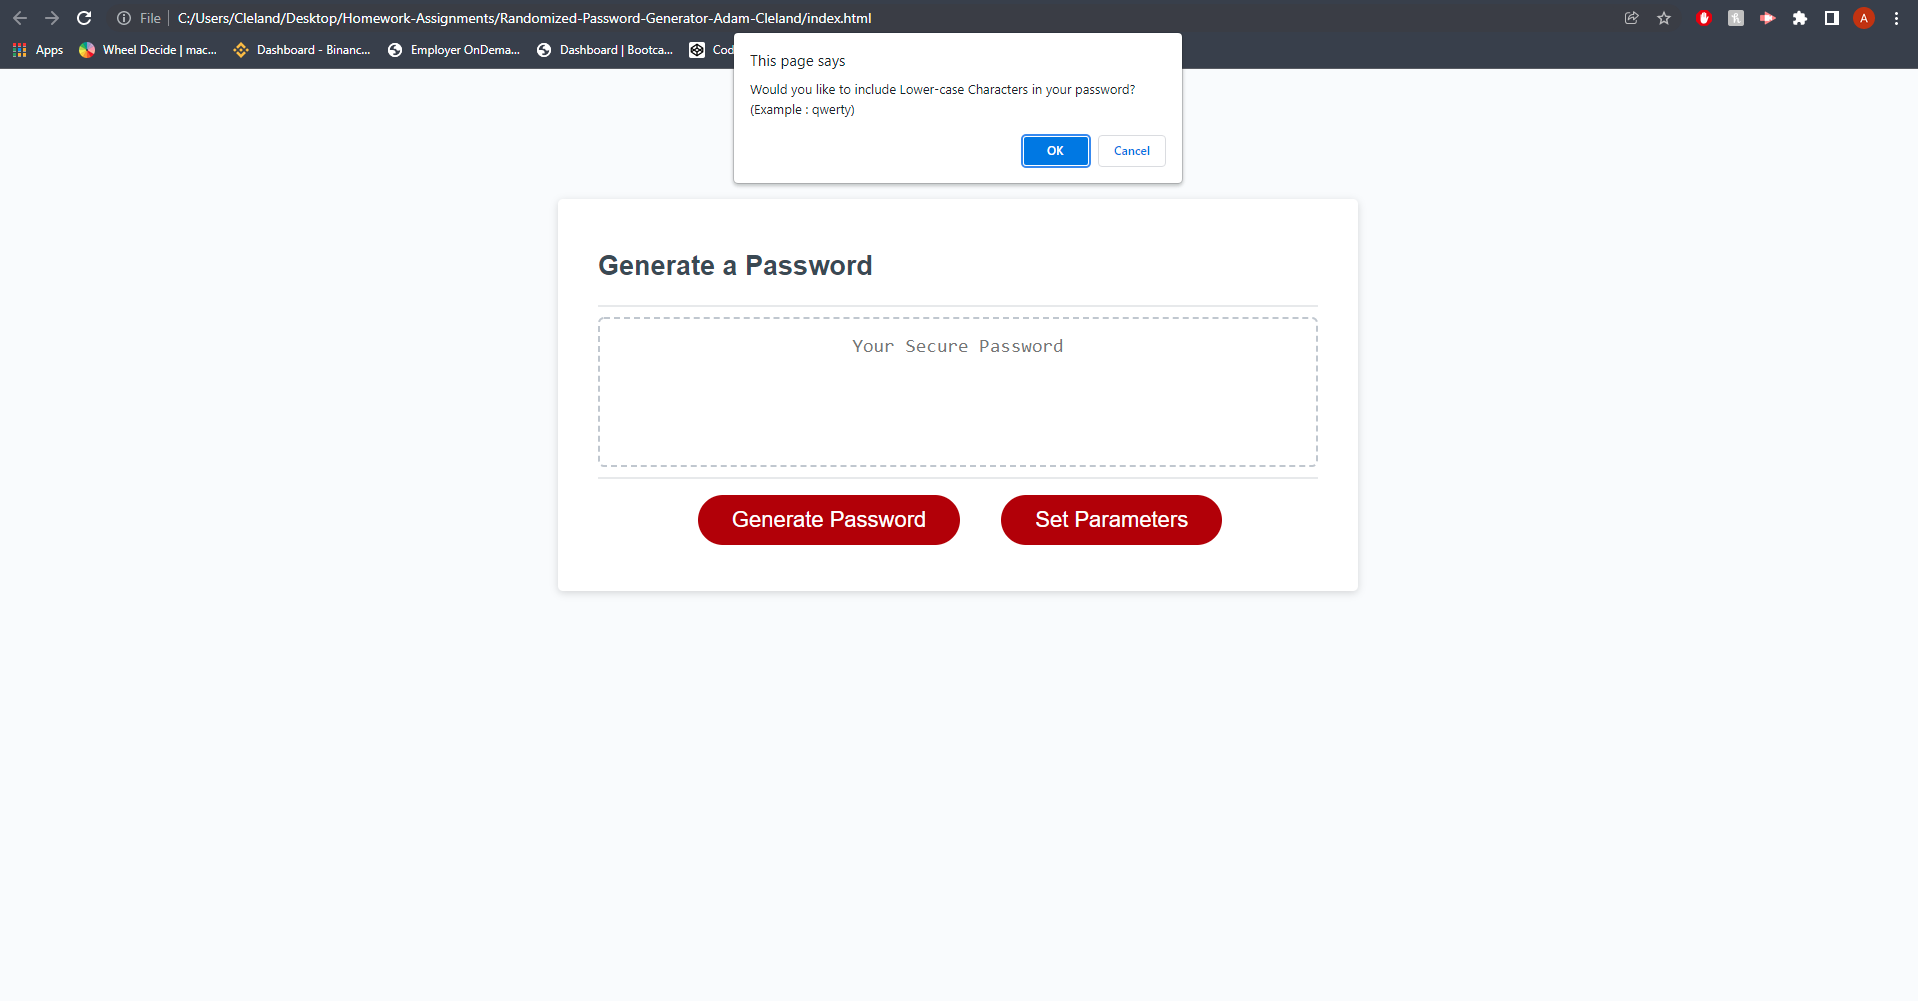 File C:/Users/Cleland/Desktop/Homework-Assignments/Randomized-Password-Generator-Adam-Cleland/index.html
A
Apps Wheel Decide | mac... Dashboard - Binanc... Employer OnDema... Dashboard | Bootca... Cod
This page says
Would you like to include Lower-case Characters in your password?
(Example : qwerty)
OK Cancel
Generate a Password
Your Secure Password
Generate Password Set Parameters